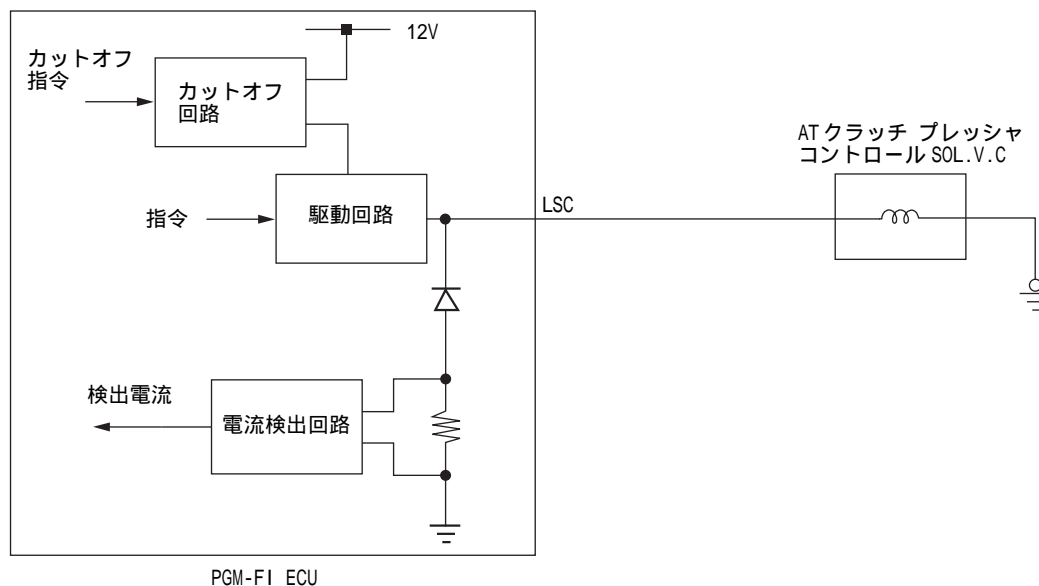 12V
カットオフ
指令
カットオフ
回路
ATクラッチ プレッシャ
コントロール SOL.V.C
指令
駆動回路
LSC
検出電流
電流検出回路
PGM-FI ECU